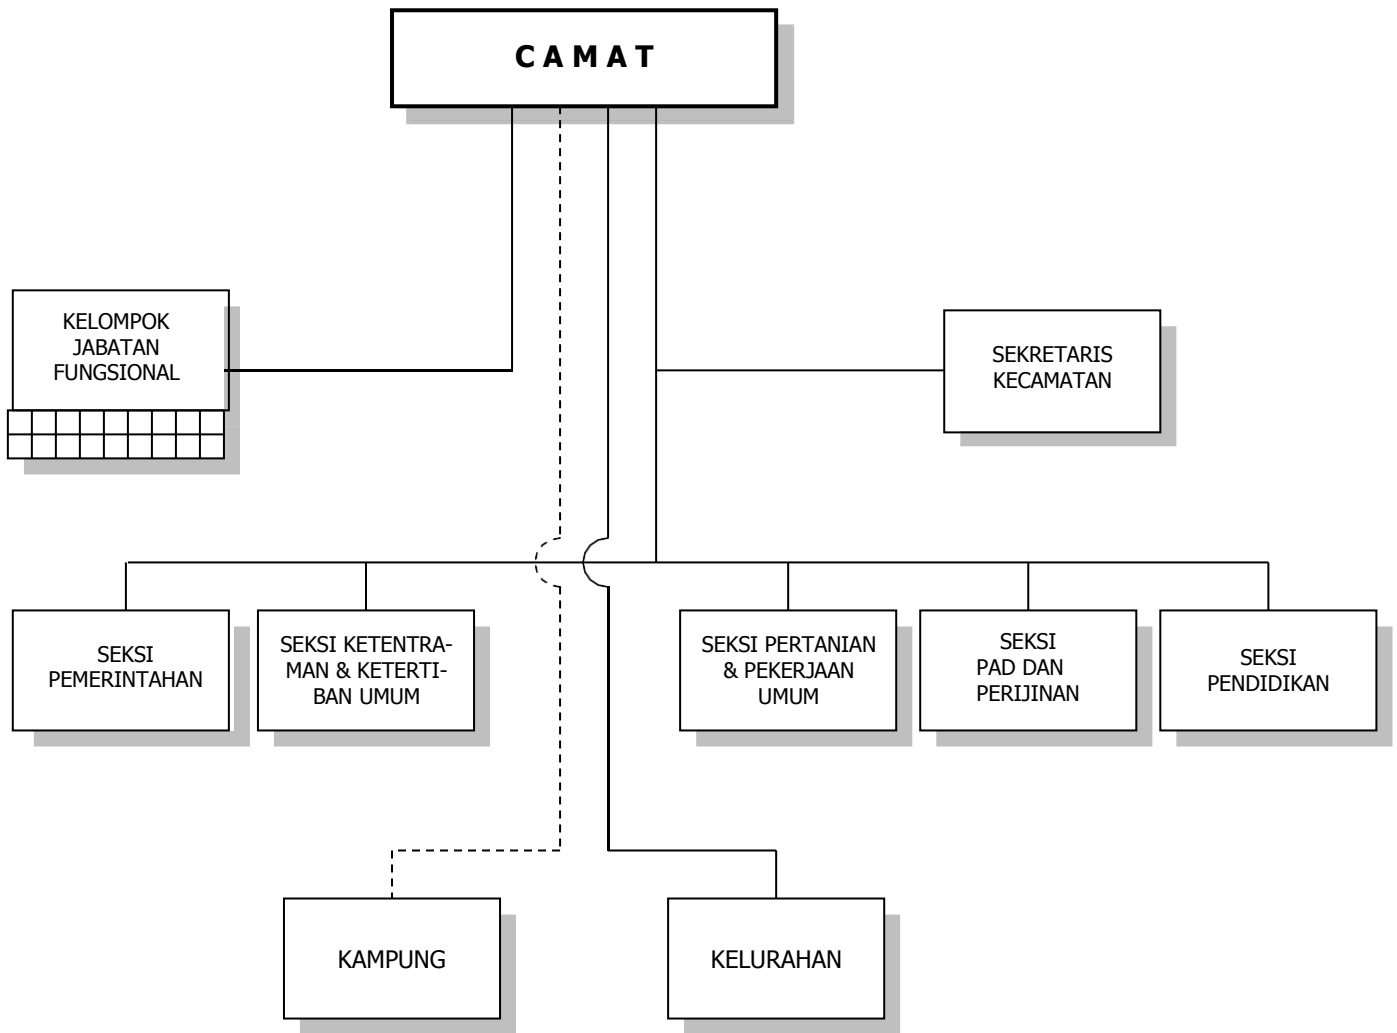 C A M A T
KELOMPOK
JABATAN
FUNGSIONAL
SEKRETARIS
KECAMATAN
SEKSI
PEMERINTAHAN
SEKSI KETENTRA-
MAN & KETERTI-
BAN UMUM
SEKSI PERTANIAN
& PEKERJAAN
UMUM
SEKSI
PAD DAN
PERIJINAN
SEKSI
PENDIDIKAN
KAMPUNG
KELURAHAN